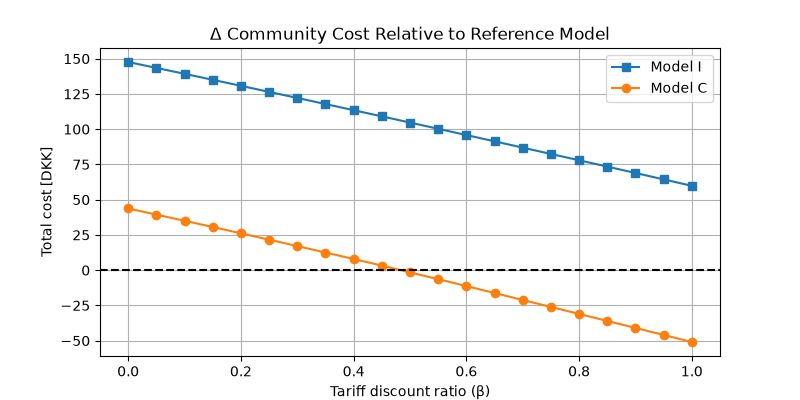 Δ Community Cost Relative to Reference Model
Total cost [DKK]
150
125
100
75
50
25
0
−25
−50
Model I
Model C
0.0 0.2 0.4 0.6 0.8 1.0
Tariff discount ratio (β)